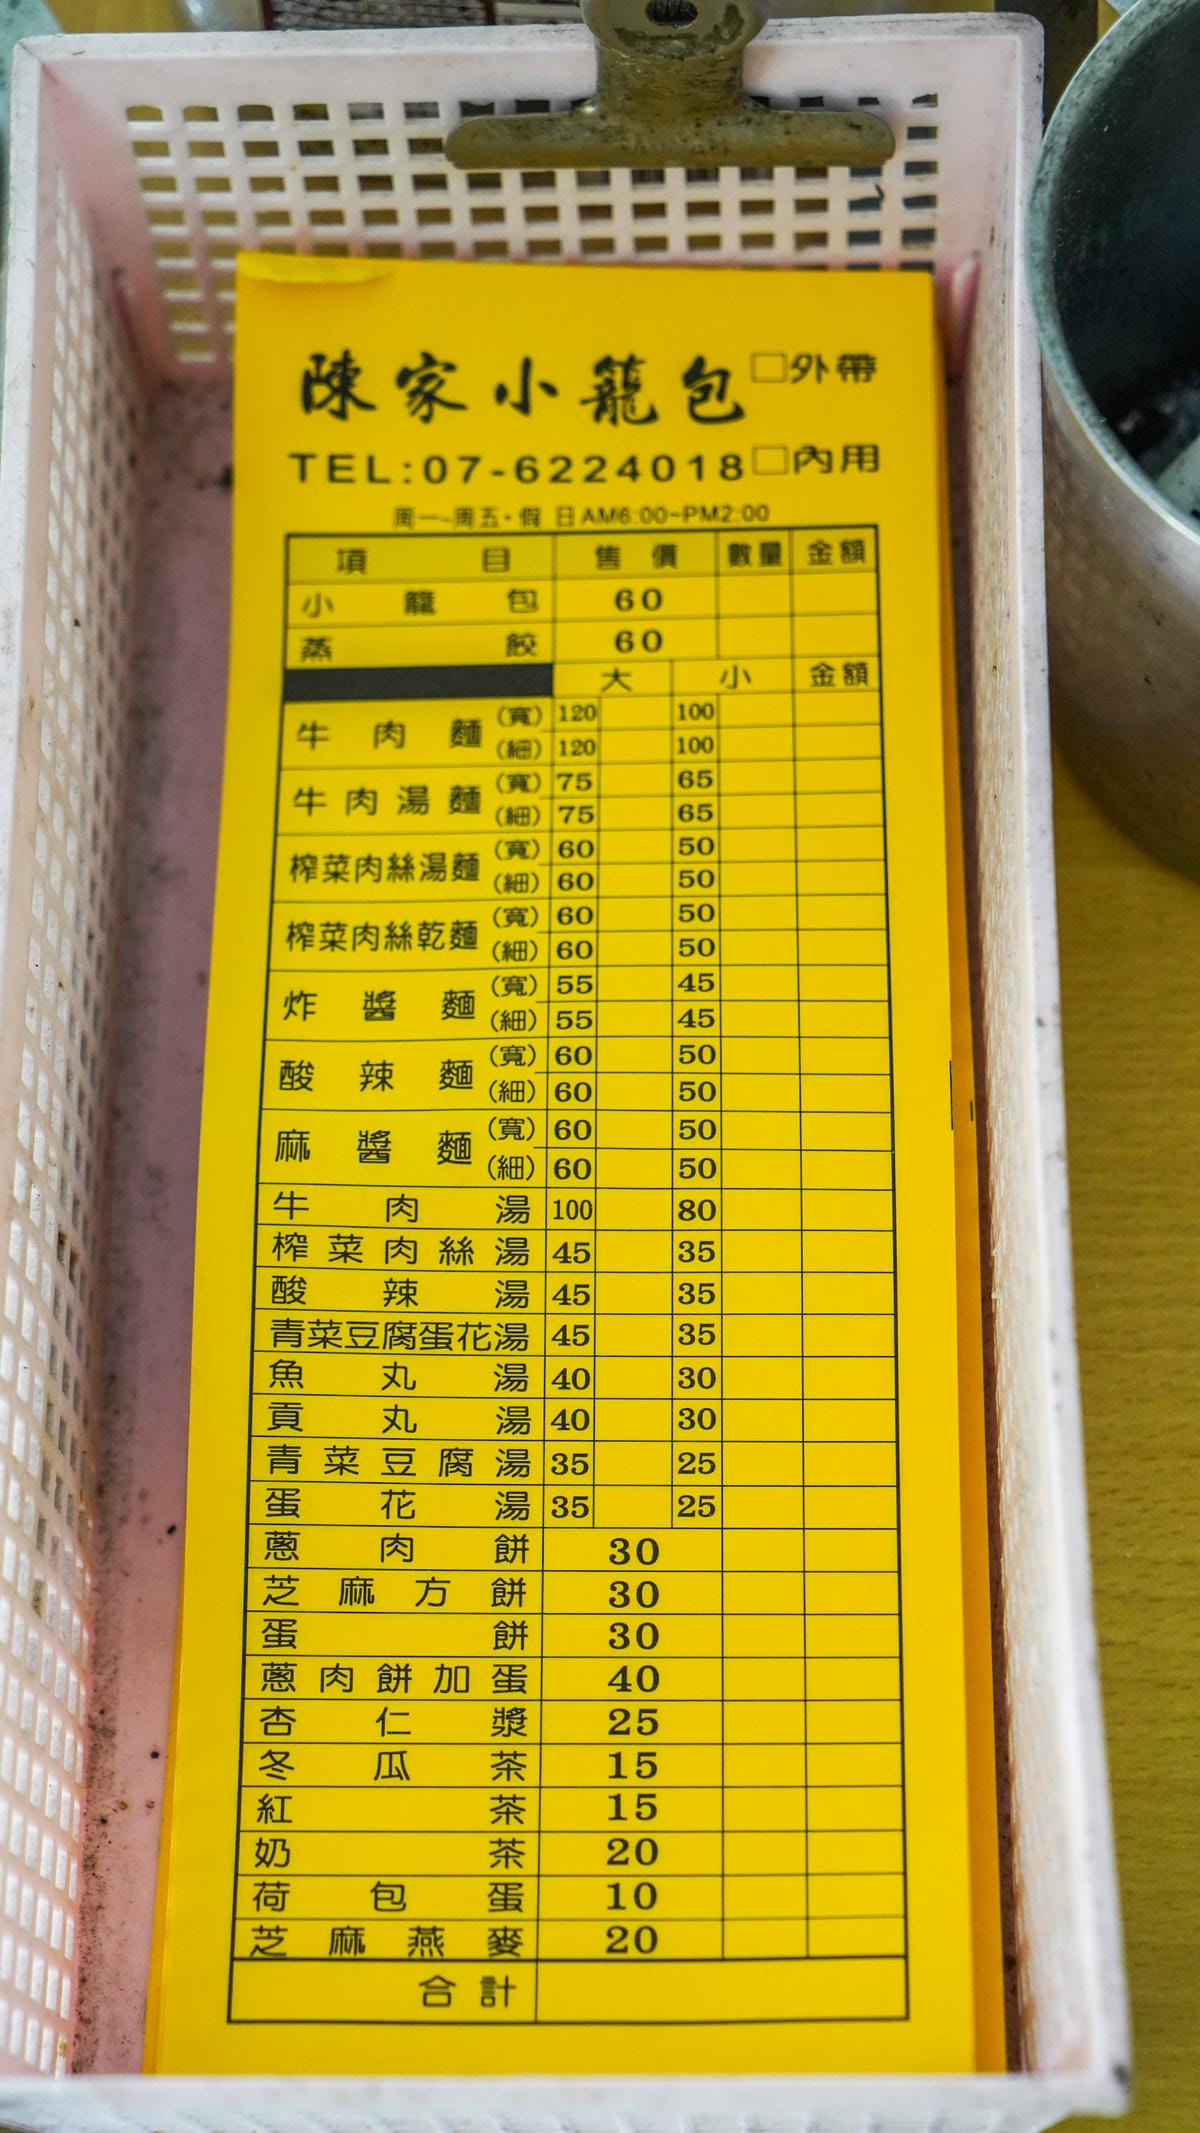 陳家小籠包 □外帶
TEL:07-6224018 □內用
周一~周五・假 日AM6:00~PM2:00
項目 售價 數量 金額
小籠包 60
蒸餃 60
大 小 金額
牛肉麵 (寬) 120 100
(細) 120 100
牛肉湯麵 (寬) 75 65
(細) 75 65
榨菜肉絲湯麵 (寬) 60 50
(細) 60 50
榨菜肉絲乾麵 (寬) 60 50
(細) 60 50
炸醬麵 (寬) 55 45
(細) 55 45
酸辣麵 (寬) 60 50
(細) 60 50
麻醬麵 (寬) 60 50
(細) 60 50
牛肉湯 100 80
榨菜肉絲湯 45 35
酸辣湯 45 35
青菜豆腐蛋花湯 45 35
魚丸湯 40 30
貢丸湯 40 30
青菜豆腐湯 35 25
蛋花湯 35 25
蔥肉餅 30
芝麻方餅 30
蛋餅 30
蔥肉餅加蛋 40
杏仁漿 25
冬瓜茶 15
紅茶 15
奶茶 20
荷包蛋 10
芝麻燕麥 20
合計